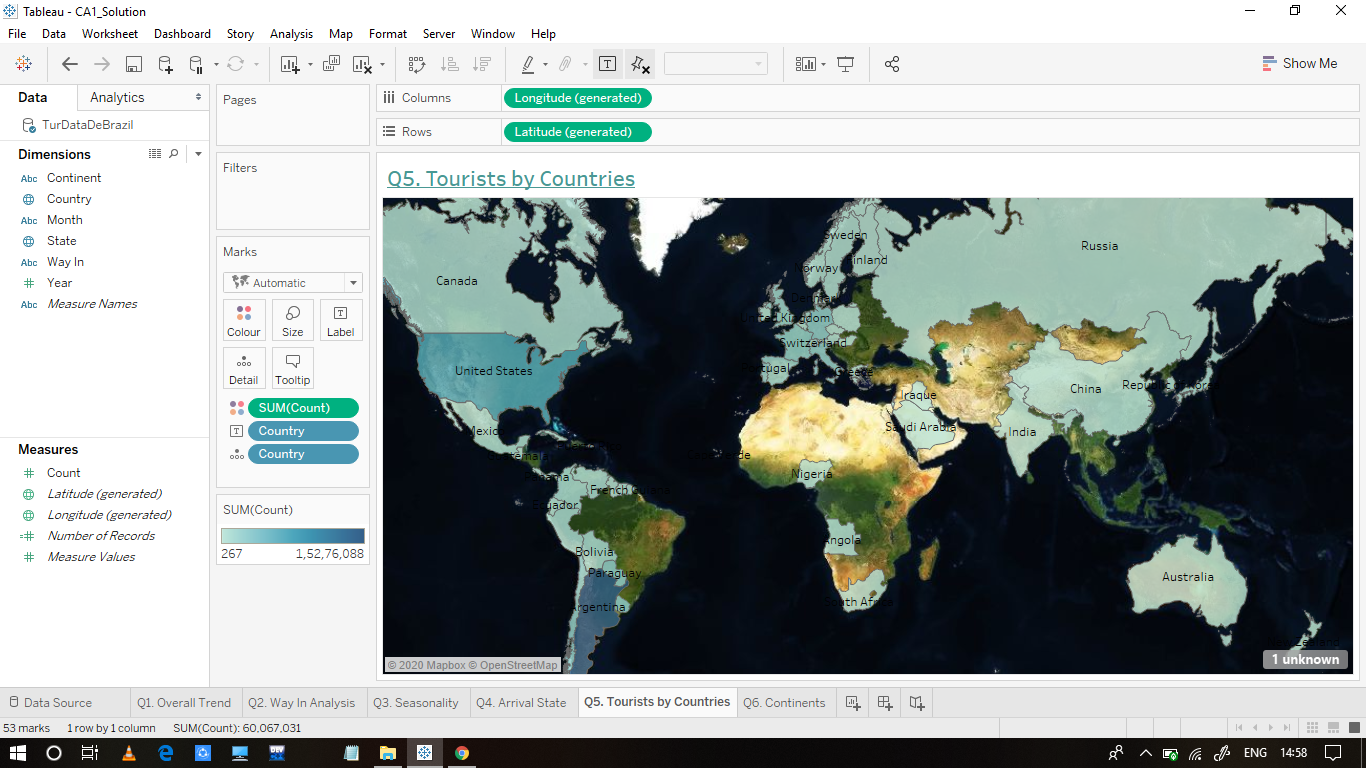 Tableau - CA1_Solution
File Data Worksheet Dashboard Story Analysis Map Format Server Window Help
Show Me
Data Analytics
TurDataDeBrazil
Dimensions
Abc Continent
Country
Abc Month
State
Abc Way In
Year
Abc Measure Names
Measures
Count
Latitude (generated)
Longitude (generated)
Number of Records
Measure Values
Pages
Filters
Marks
Automatic
Colour Size Label
Detail Tooltip
SUM(Count)
Country
Country
SUM(Count)
267 1,52,76,088
Columns Longitude (generated)
Rows Latitude (generated)
Q5. Tourists by Countries
Sweden
Russia
Finland
Norway
Canada
Denmark
United Kingdom
Switzerland
Portugal
Greece
United States
China
Republic of Korea
Iraque
Saudi Arabia
India
Mexico
Guatemala
Cape Verde
Nigeria
Panama
French Guiana
Ecuador
Angola
Bolivia
Paraguay
Australia
South Africa
Argentina
New Zealand
© 2020 Mapbox © OpenStreetMap
1 unknown
Data Source Q1. Overall Trend Q2. Way In Analysis Q3. Seasonality Q4. Arrival State Q5. Tourists by Countries Q6. Continents
53 marks 1 row by 1 column SUM(Count): 60,067,031
DEV
ENG 14:58